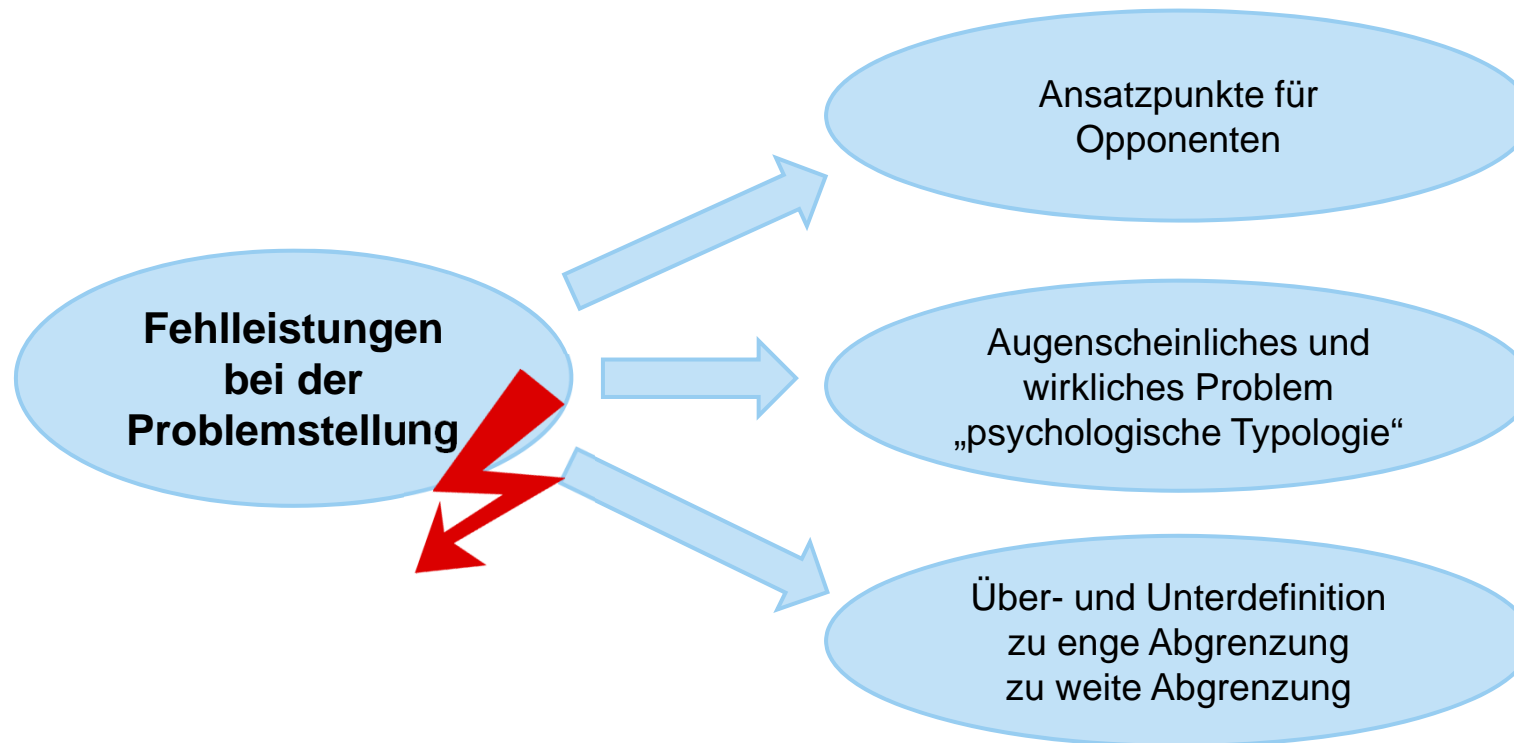 Ansatzpunkte für
Opponenten
Fehlleistungen
bei der
Problemstellung
Augenscheinliches und
wirkliches Problem
„psychologische Typologie“
Über- und Unterdefinition
zu enge Abgrenzung
zu weite Abgrenzung